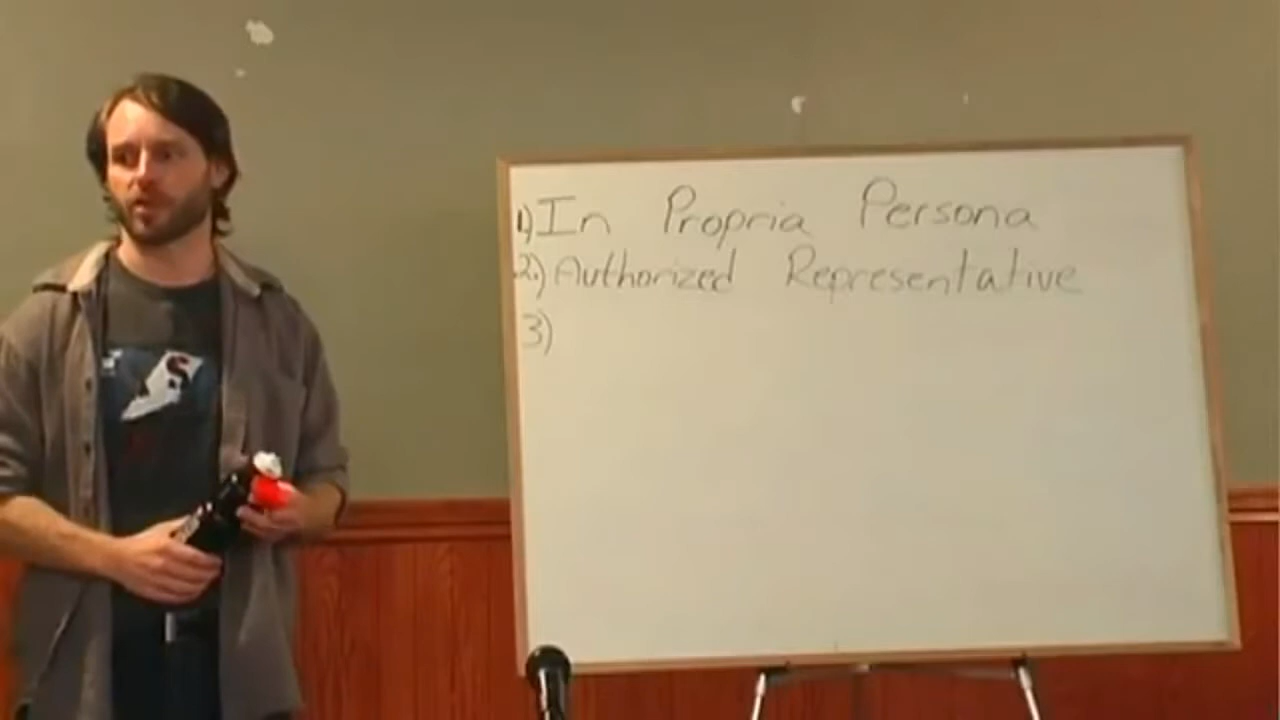 1) In Propria Persona
2.) Authorized Representative
3)